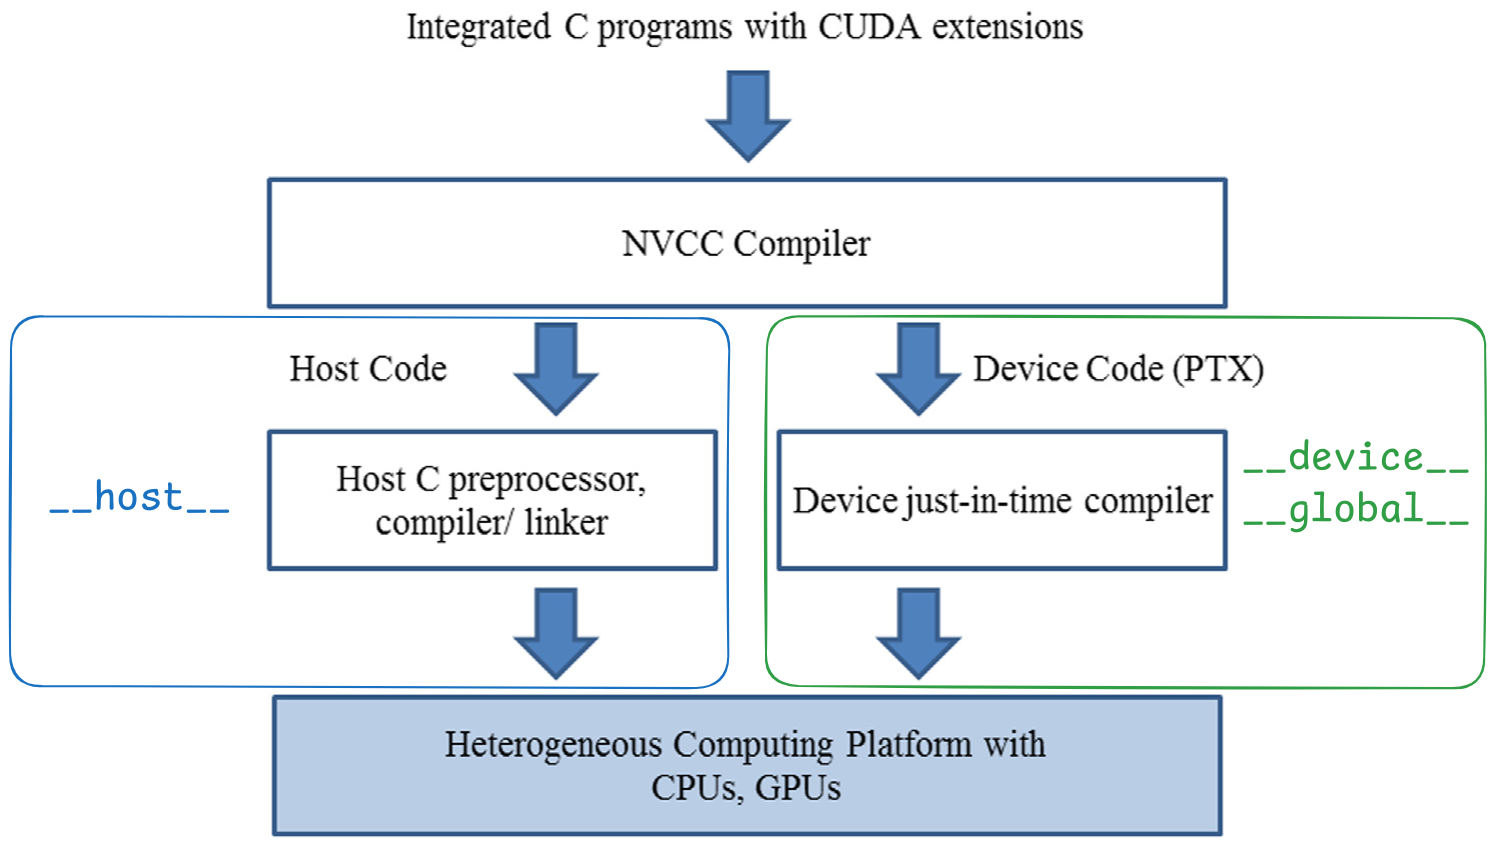 Integrated C programs with CUDA extensions
NVCC Compiler
Host Code
Device Code (PTX)
__host__
Host C preprocessor,
compiler/ linker
Device just-in-time compiler
__device__
__global__
Heterogeneous Computing Platform with
CPUs, GPUs